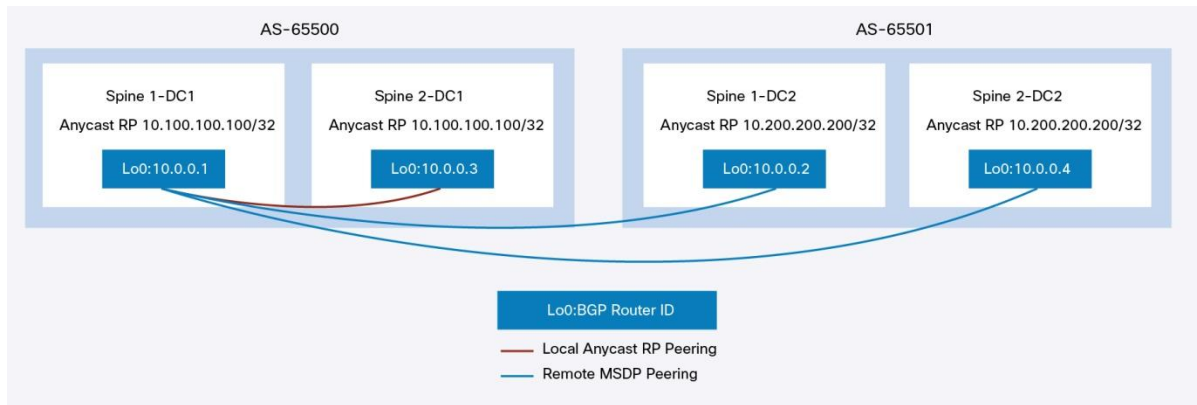 AS-65500
AS-65501
Spine 1-DC1
Anycast RP 10.100.100.100/32
Lo0:10.0.0.1
Spine 2-DC1
Anycast RP 10.100.100.100/32
Lo0:10.0.0.3
Spine 1-DC2
Anycast RP 10.200.200.200/32
Lo0:10.0.0.2
Spine 2-DC2
Anycast RP 10.200.200.200/32
Lo0:10.0.0.4
Lo0:BGP Router ID
Local Anycast RP Peering
Remote MSDP Peering